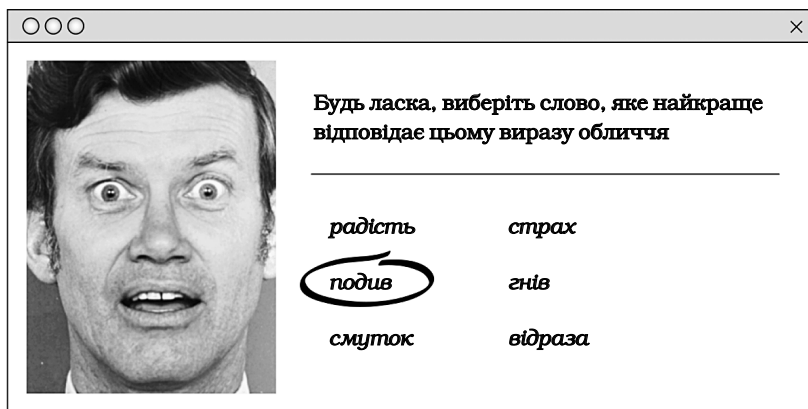 Будь ласка, виберіть слово, яке найкраще
відповідає цьому виразу обличчя
радість
страх
подив
гнів
смуток
відраза